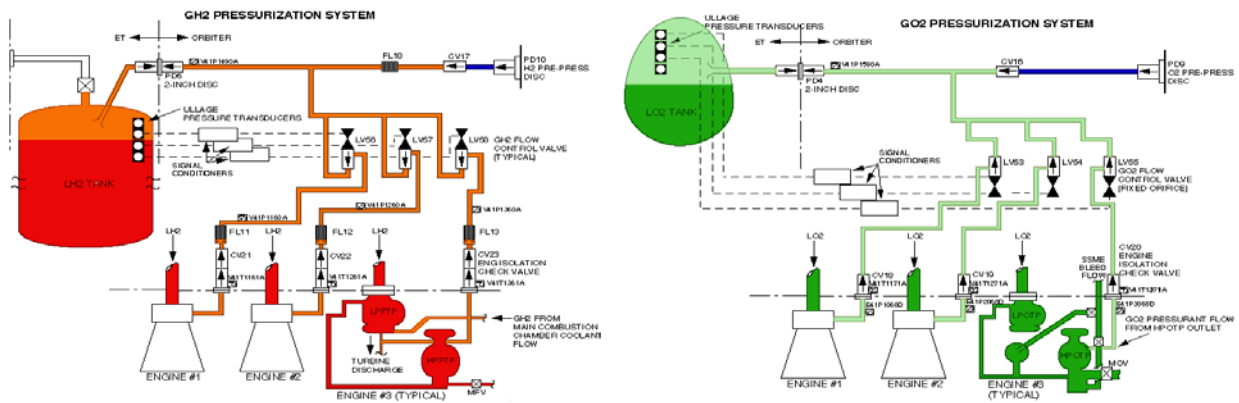 GH2 PRESSURIZATION SYSTEM
ET
ORBITER
V41P1490A
FL10
CV17
PD10
H2 PRE-PRESS
DISC
PD5
2-INCH DISC
ULLAGE
PRESSURE TRANSDUCERS
LV56
LV57
LV58
GH2 FLOW
CONTROL VALVE
(TYPICAL)
SIGNAL
CONDITIONERS
LH2 TANK
V41P1160A
V41P1260A
V41P1360A
LH2
FL11
LH2
FL12
LH2
FL13
CV21
CV22
CV23
ENG ISOLATION
CHECK VALVE
V41T1161A
V41T1261A
V41T1361A
LPFTP
GH2 FROM
MAIN COMBUSTION
CHAMBER COOLANT
FLOW
TURBINE
DISCHARGE
HPFTP
MFV
ENGINE #1
ENGINE #2
ENGINE #3 (TYPICAL)
GO2 PRESSURIZATION SYSTEM
ULLAGE
PRESSURE TRANSDUCERS
ET
ORBITER
V41P1590A
CV16
PD9
O2 PRE-PRESS
DISC
PD4
2-INCH DISC
LO2 TANK
LV53
LV54
LV55
GO2 FLOW
CONTROL VALVE
(FIXED ORIFICE)
SIGNAL
CONDITIONERS
LO2
LO2
LO2
SSME
BLEED
FLOW
CV20
ENGINE
ISOLATION
CHECK VALVE
CV18
V41T1171A
CV19
V41T1271A
V41T1371A
LPOTP
HPOTP
GO2 PRESSURANT FLOW
FROM HPOTP OUTLET
MOV
ENGINE #1
ENGINE #2
ENGINE #3
(TYPICAL)